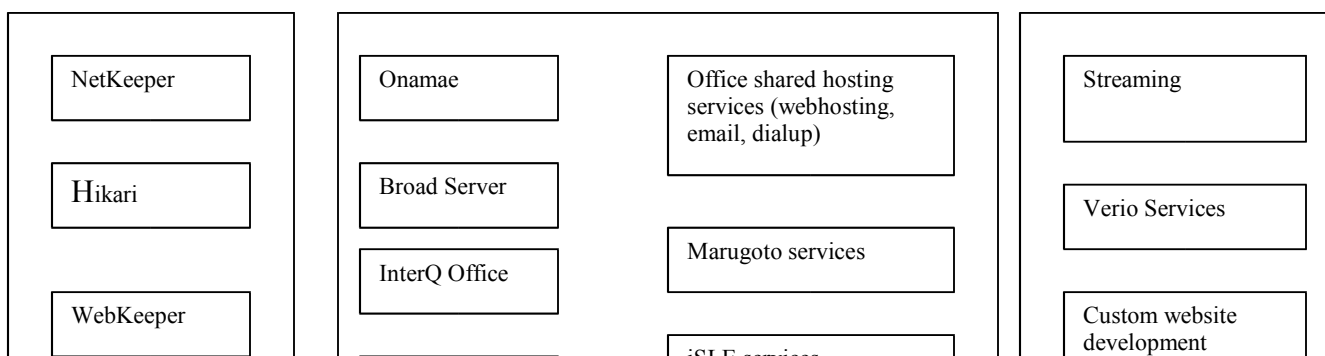 NetKeeper
Hikari
WebKeeper
Onamae
Broad Server
InterQ Office
Office shared hosting
services (webhosting,
email, dialup)
Marugoto services
services
Streaming
Verio Services
Custom website
development